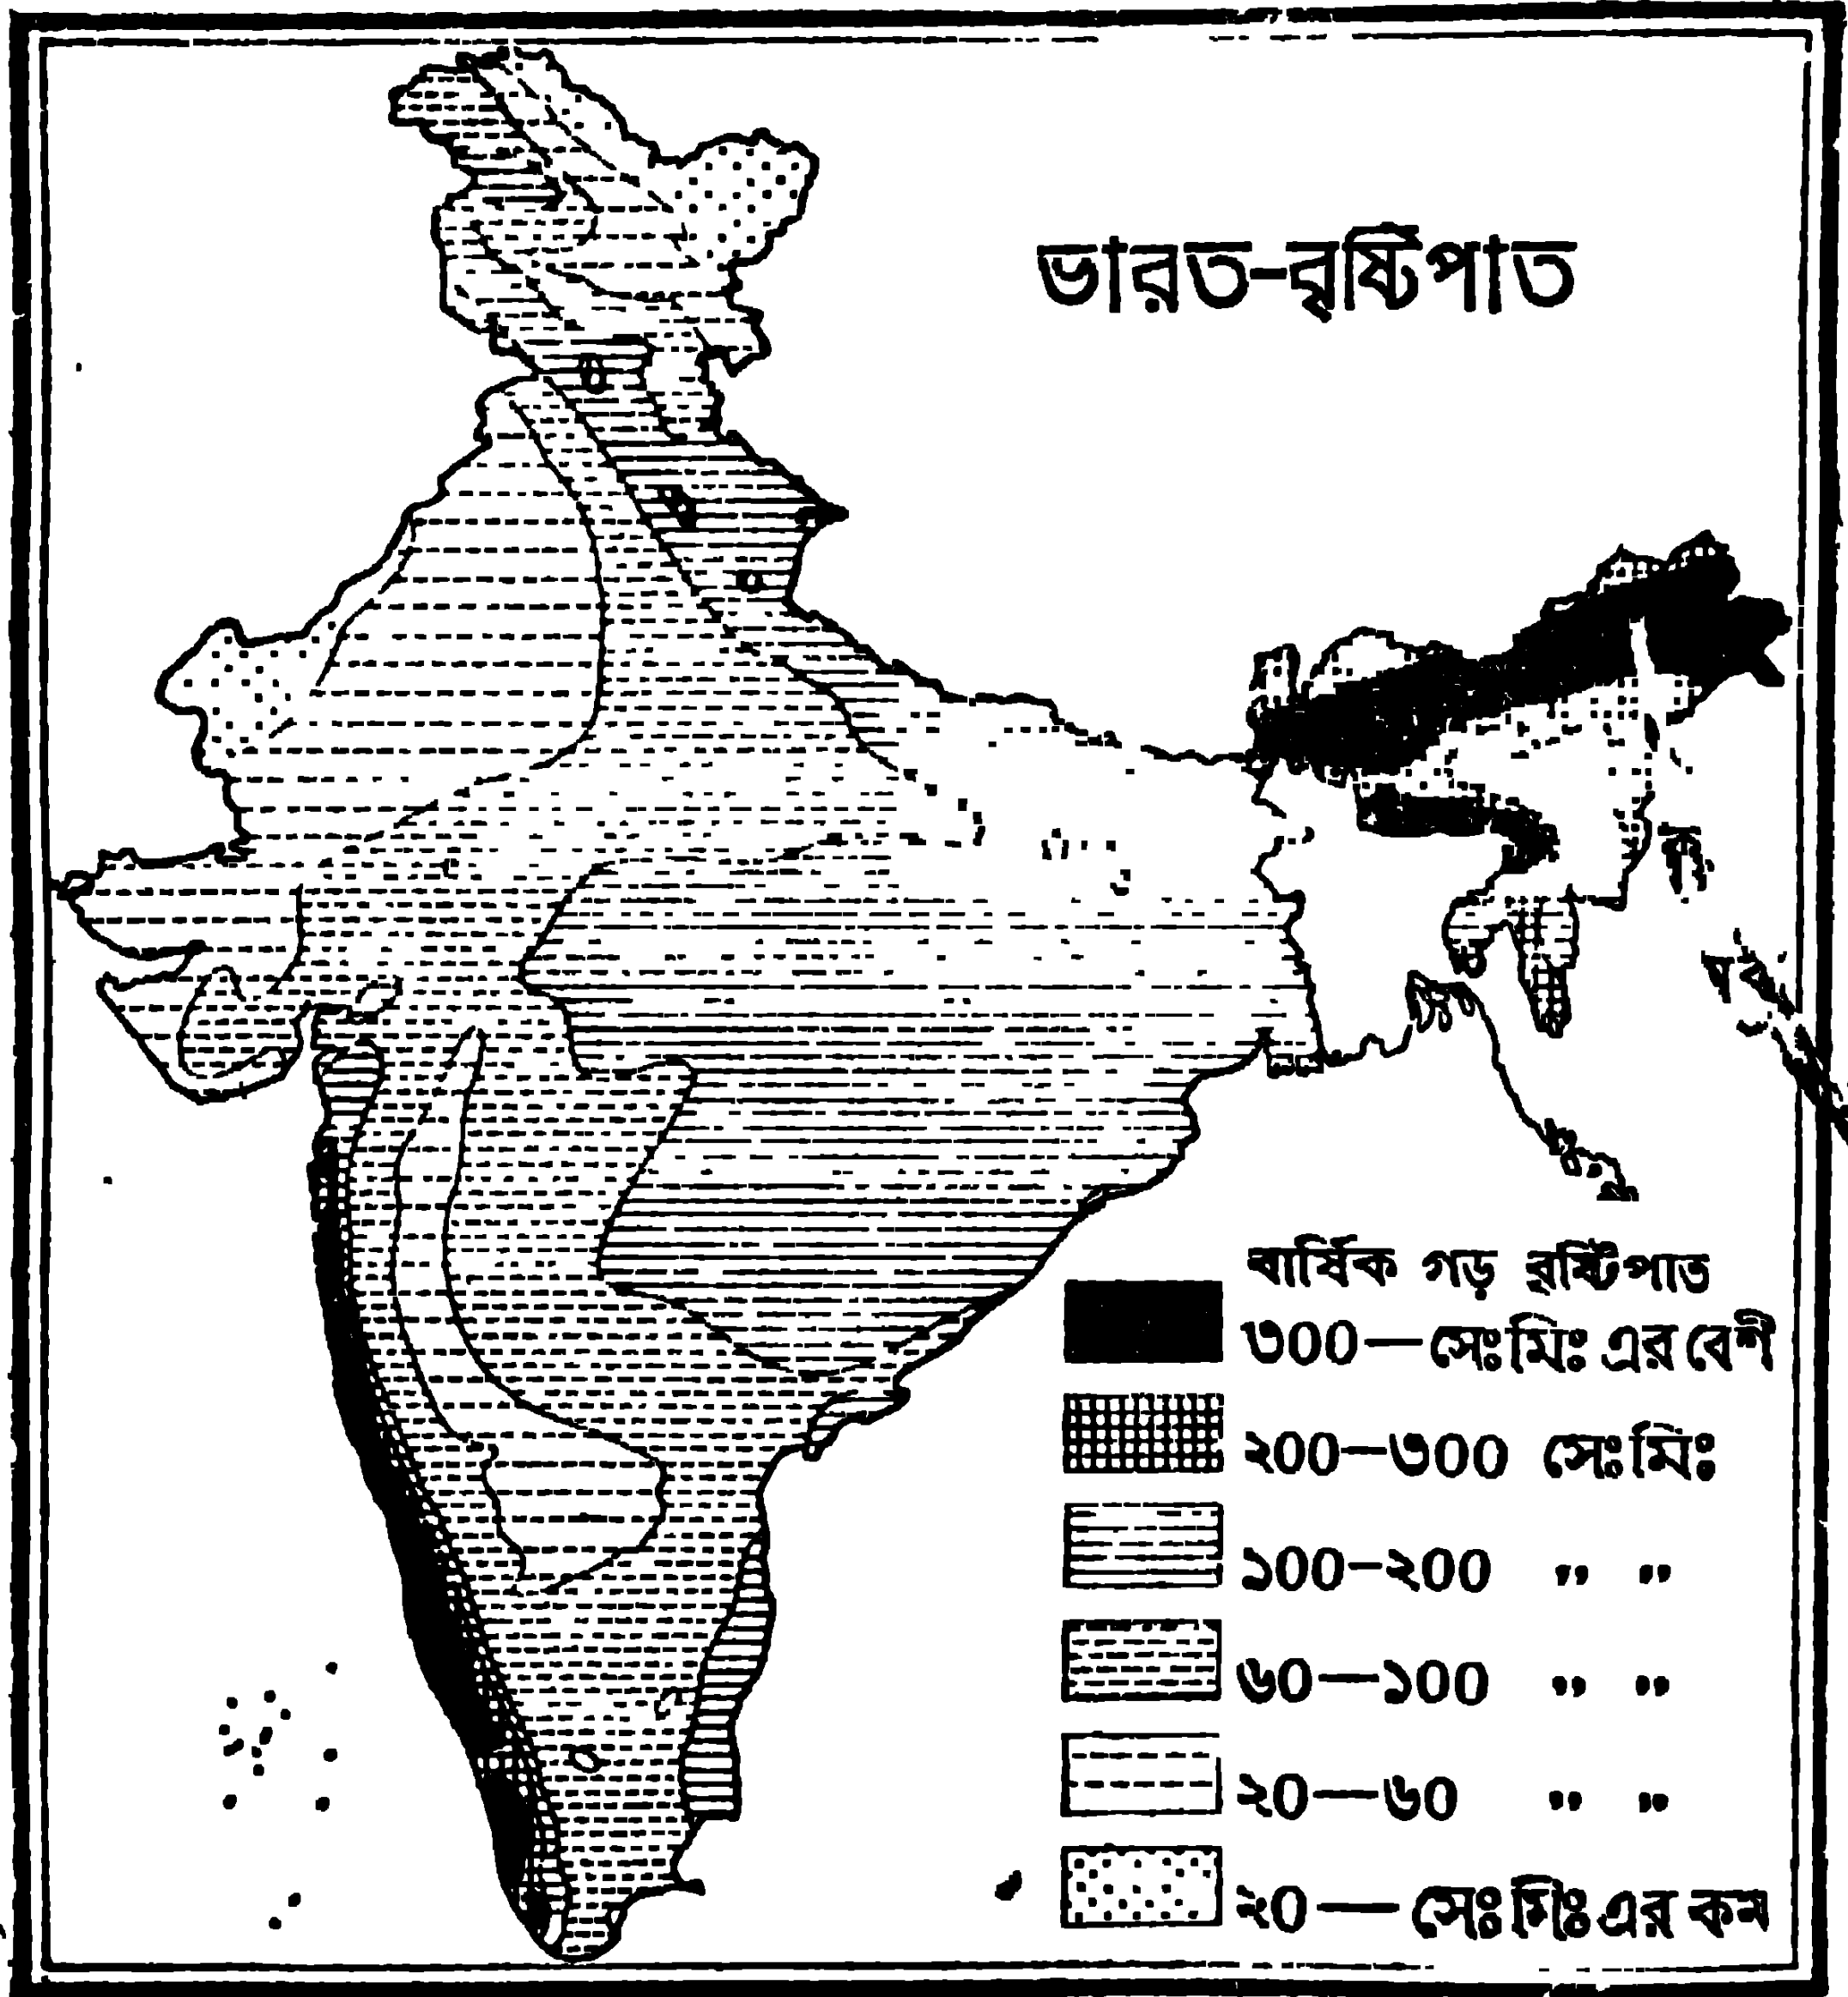 ভারত-বৃষ্টিপাত
বার্ষিক গড় বৃষ্টিপাত
৩০০—সেঃমিঃ এর বেশী
২০০—৩০০ সেঃমিঃ
১০০-২০০ ,, ,,
৬০—১০০ ,, ,,
২০—৬০ ,, ,,
২০—সেঃমিঃএর কম